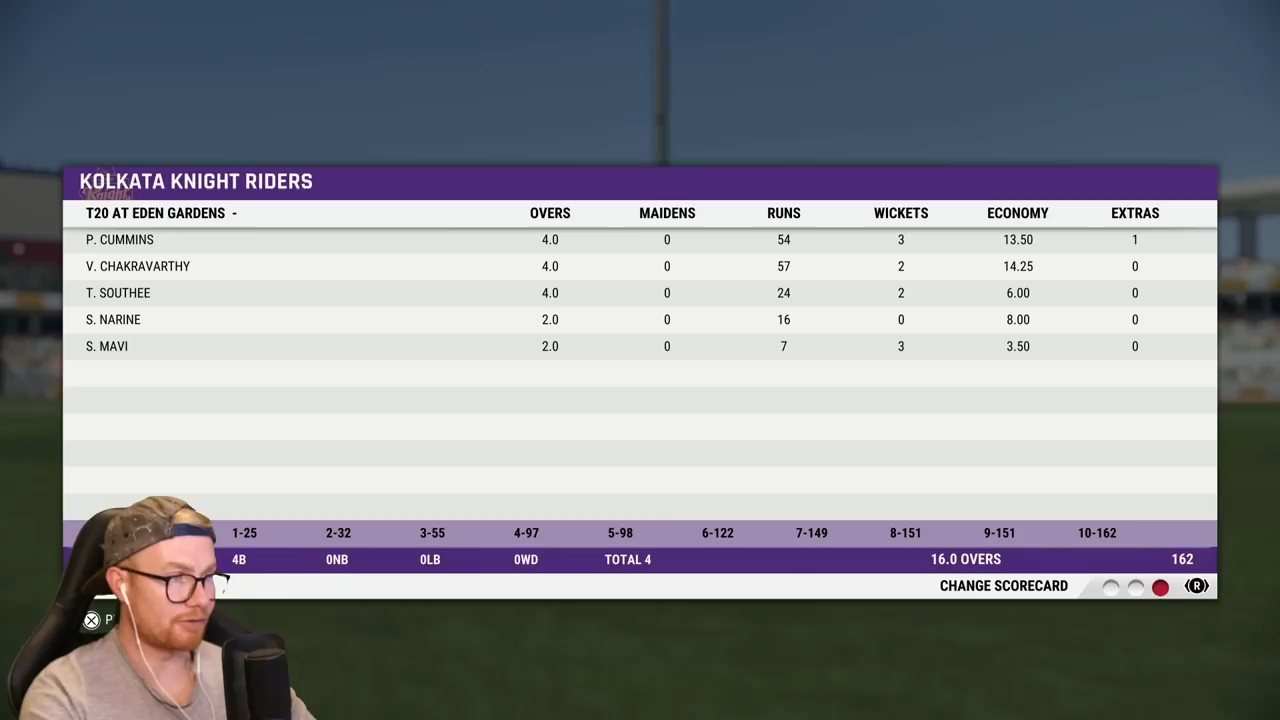 KOLKATA KNIGHT RIDERS
T20 AT EDEN GARDENS - OVERS MAIDENS RUNS WICKETS ECONOMY EXTRAS
P. CUMMINS 4.0 0 54 3 13.50 1
V. CHAKRAVARTHY 4.0 0 57 2 14.25 0
T. SOUTHEE 4.0 0 24 2 6.00 0
S. NARINE 2.0 0 16 0 8.00 0
S. MAVI 2.0 0 7 3 3.50 0
1-25 2-32 3-55 4-97 5-98 6-122 7-149 8-151 9-151 10-162
4B 0NB 0LB 0WD TOTAL 4 16.0 OVERS 162
CHANGE SCORECARD R